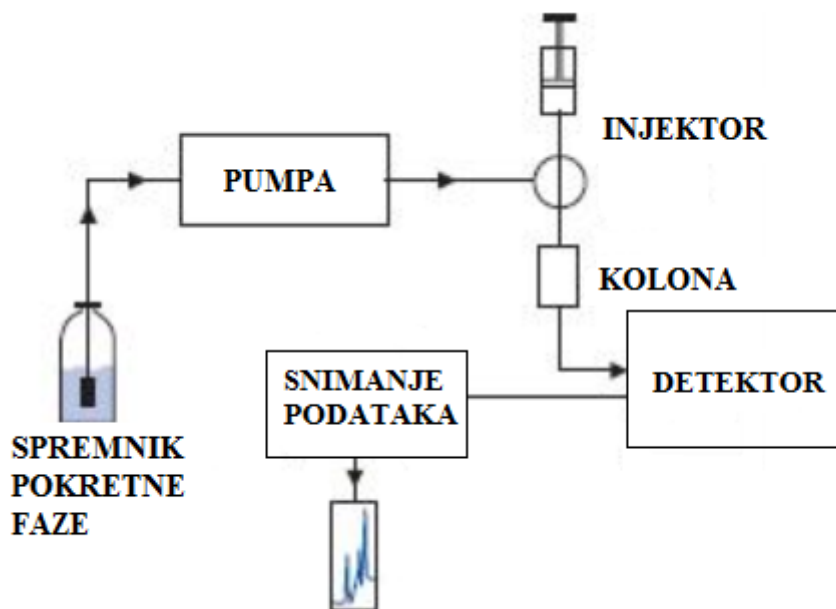 INJEKTOR
PUMPA
KOLONA
SNIMANJE
PODATAKA
DETEKTOR
SPREMNIK
POKRETNE
FAZE